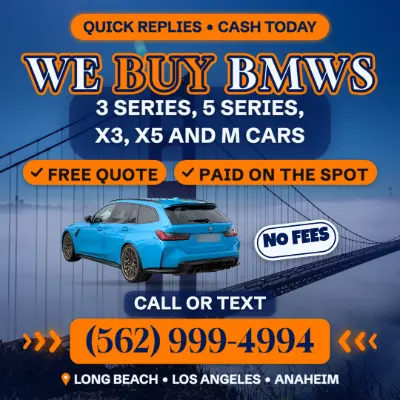 QUICK REPLIES • CASH TODAY
WE BUY BMWS
3 SERIES, 5 SERIES,
X3, X5 AND M CARS
FREE QUOTE
PAID ON THE SPOT
NO FEES
CALL OR TEXT
(562) 999-4994
LONG BEACH • LOS ANGELES • ANAHEIM